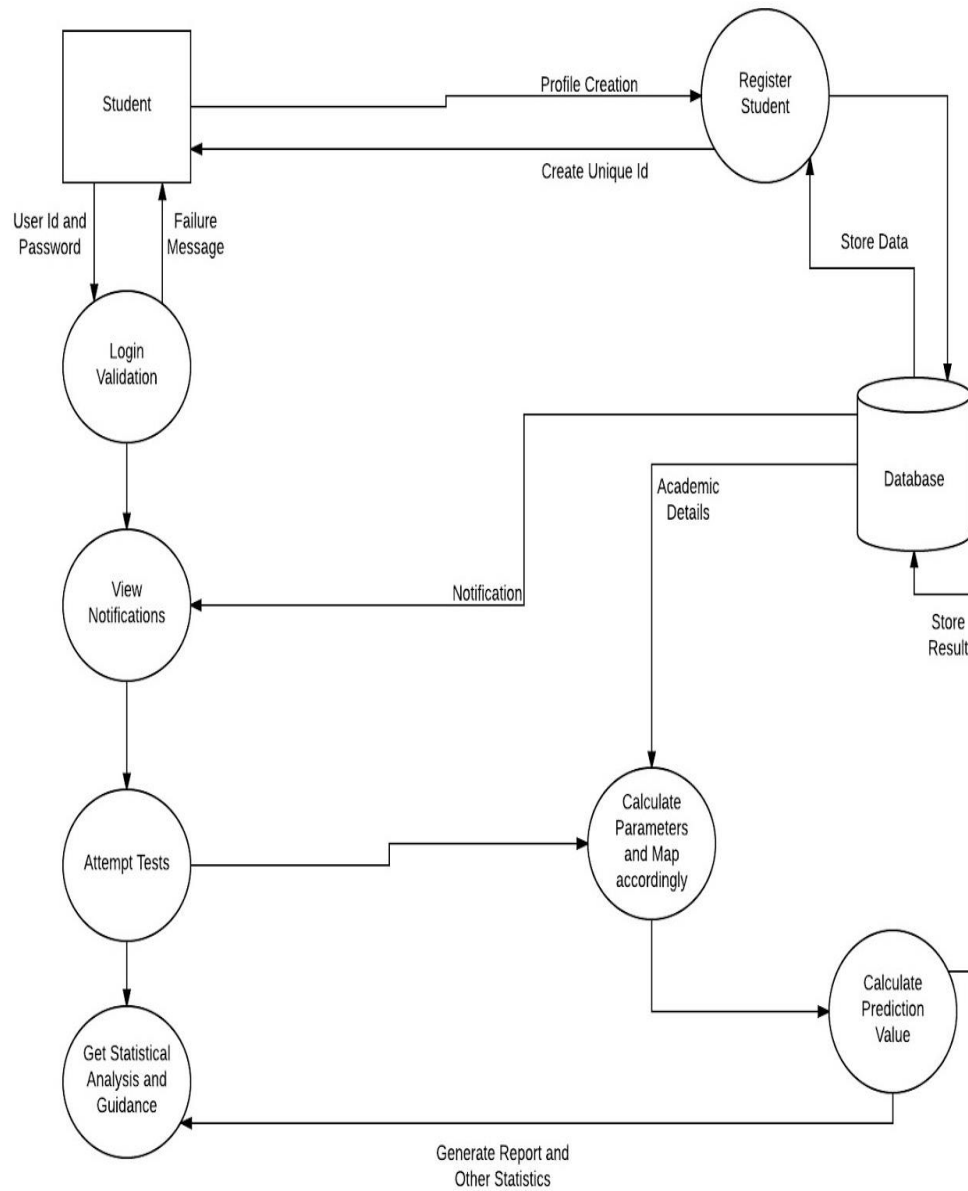 Student
Profile Creation
Register
Student
Create Unique Id
User Id and
Password
Failure
Message
Store Data
Login
Validation
Database
Academic
Details
View
Notifications
Notification
Store
Result
Calculate
Parameters
and Map
accordingly
Attempt Tests
Calculate
Prediction
Value
Get Statistical
Analysis and
Guidance
Generate Report and
Other Statistics